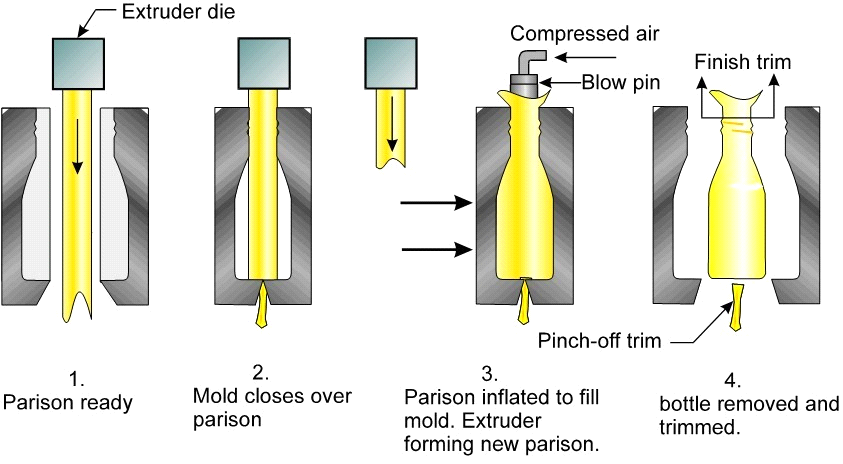 Extruder die
Compressed air
Blow pin
Finish trim
Pinch-off trim
1.
Parison ready
2.
Mold closes over
parison
3.
Parison inflated to fill
mold. Extruder
forming new parison.
4.
bottle removed and
trimmed.